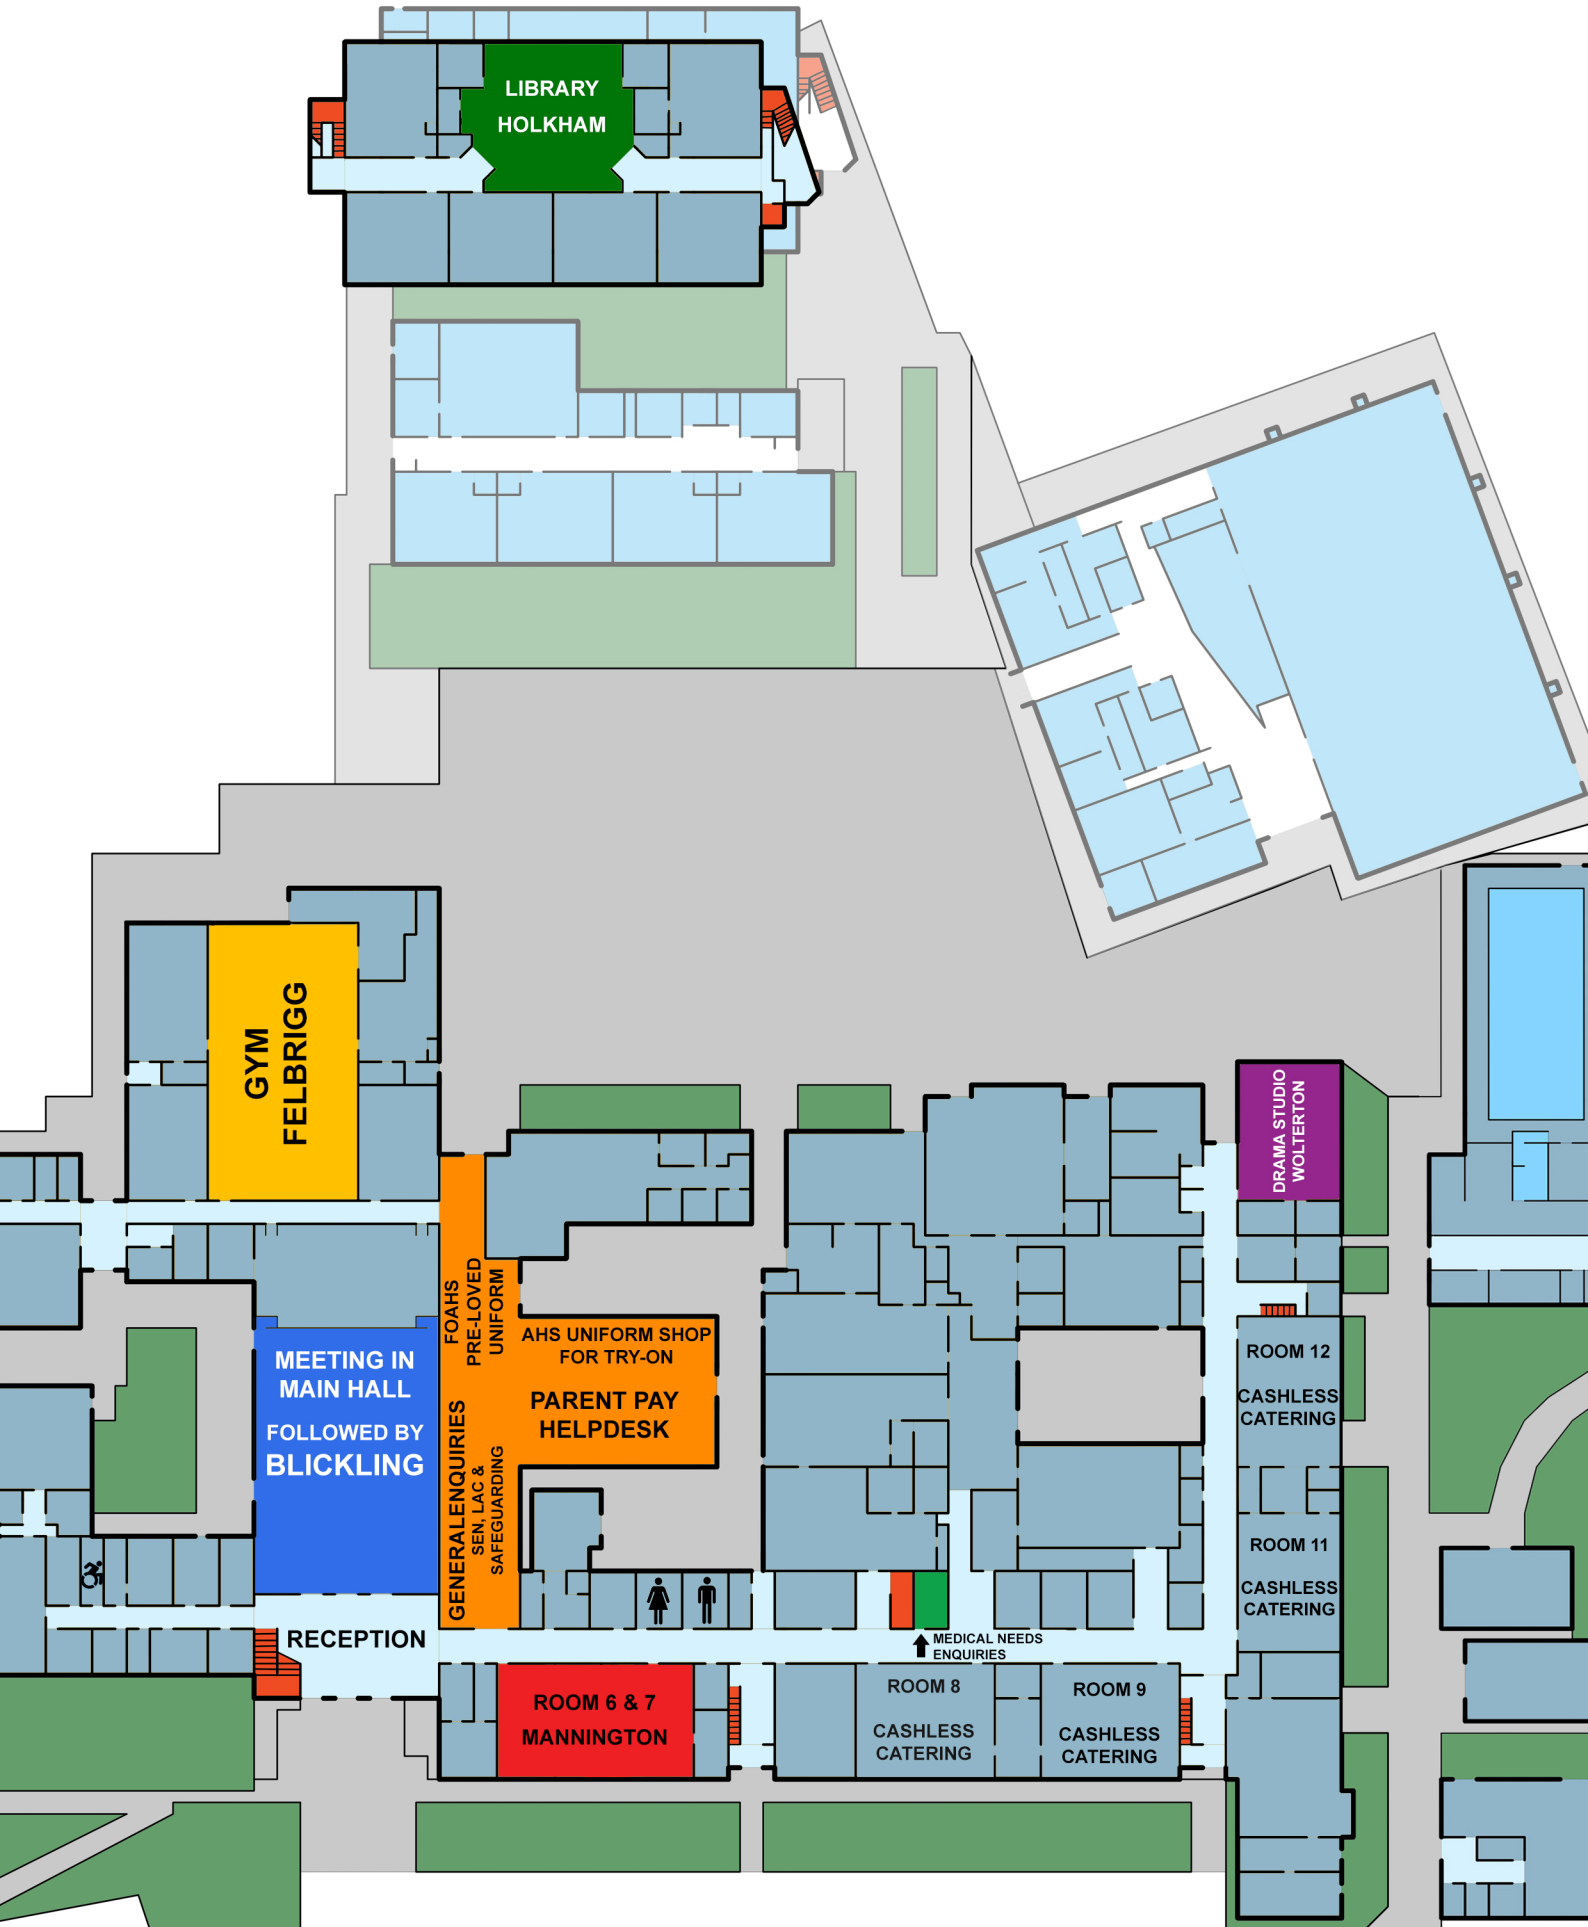 LIBRARY
HOLKHAM
GYM
FELBRIGG
DRAMA STUDIO
WOLTERTON
FOAHS
PRE-LOVED
UNIFORM
AHS UNIFORM SHOP
FOR TRY-ON
PARENT PAY
HELPDESK
MEETING IN
MAIN HALL
FOLLOWED BY
BLICKLING
GENERALENQUIRIES
SEN, LAC &
SAFEGUARDING
ROOM 12
CASHLESS
CATERING
ROOM 11
CASHLESS
CATERING
RECEPTION
MEDICAL NEEDS
ENQUIRIES
ROOM 6 & 7
MANNINGTON
ROOM 8
CASHLESS
CATERING
ROOM 9
CASHLESS
CATERING